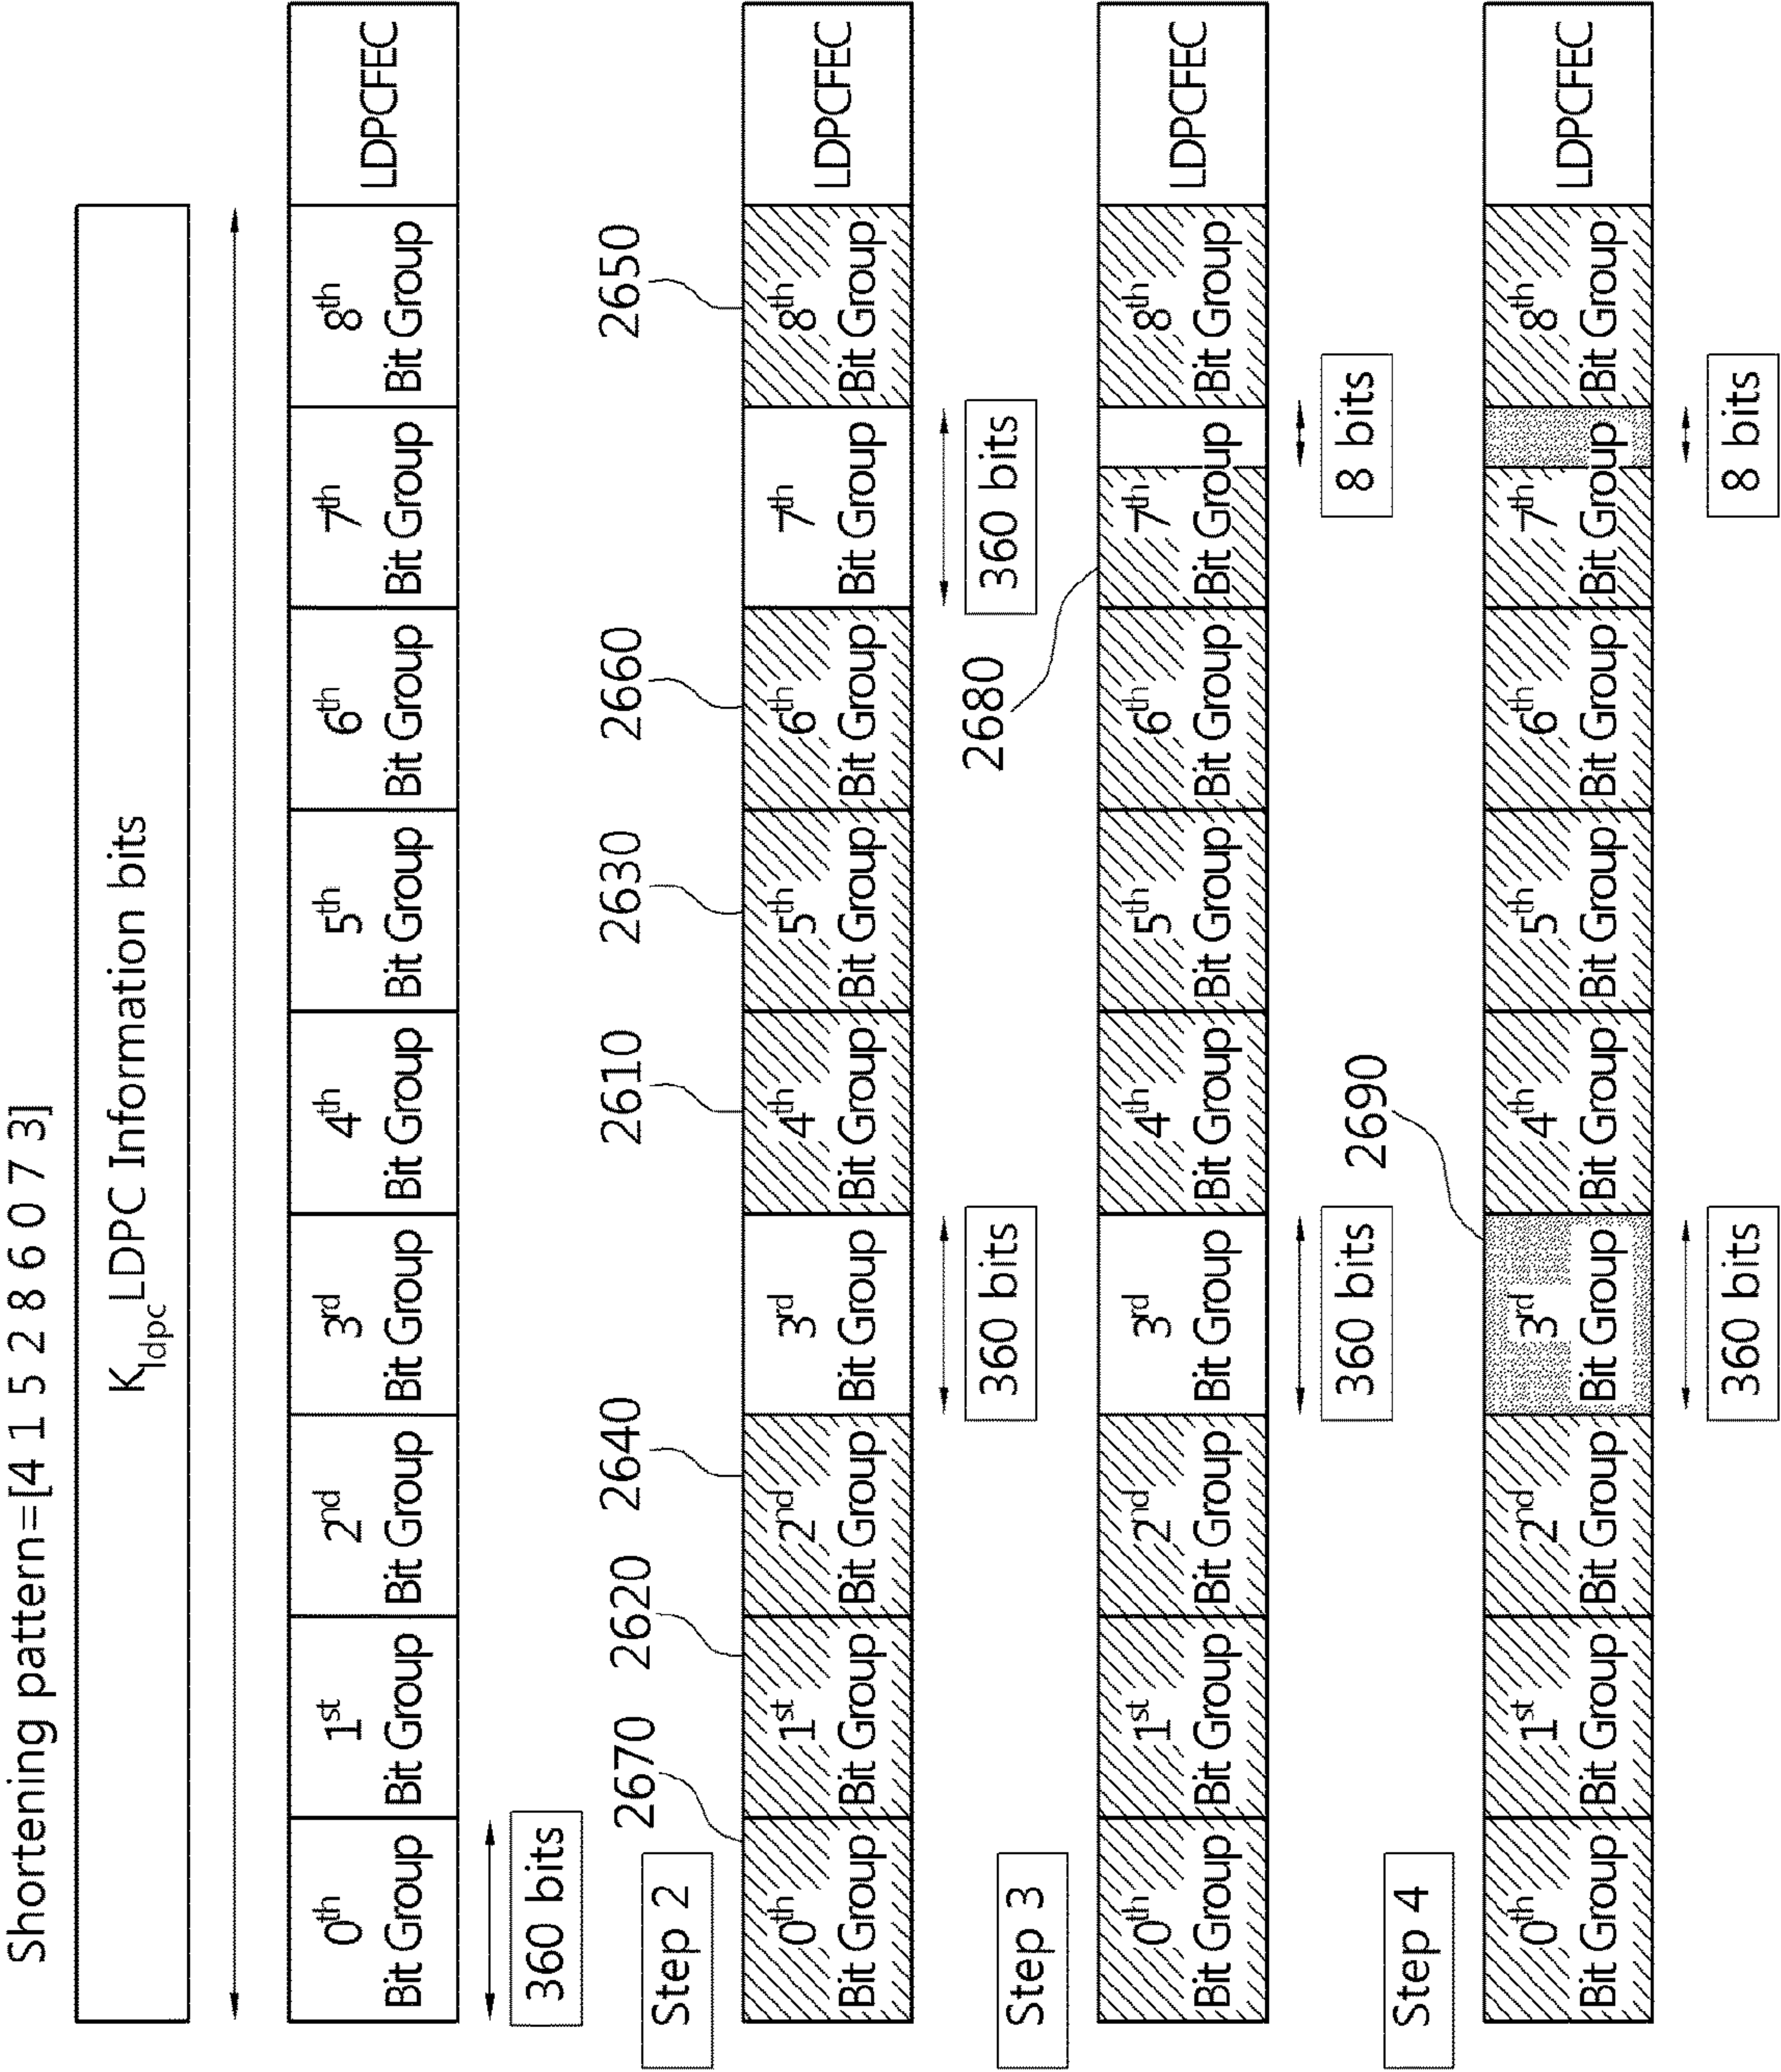 Shortening pattern=[4 1 5 2 8 6 0 7 3]
Kldpc LDPC Information bits
0th Bit Group
1st Bit Group
2nd Bit Group
3rd Bit Group
4th Bit Group
5th Bit Group
6th Bit Group
7th Bit Group
8th Bit Group
LDPCFEC
360 bits
Step 2
2670
2620
2640
2610
2630
2660
2650
0th Bit Group
1st Bit Group
2nd Bit Group
3rd Bit Group
4th Bit Group
5th Bit Group
6th Bit Group
7th Bit Group
8th Bit Group
LDPCFEC
360 bits
360 bits
Step 3
2680
0th Bit Group
1st Bit Group
2nd Bit Group
3rd Bit Group
4th Bit Group
5th Bit Group
6th Bit Group
7th Bit Group
8th Bit Group
LDPCFEC
360 bits
8 bits
Step 4
2690
0th Bit Group
1st Bit Group
2nd Bit Group
3rd Bit Group
4th Bit Group
5th Bit Group
6th Bit Group
7th Bit Group
8th Bit Group
LDPCFEC
360 bits
8 bits